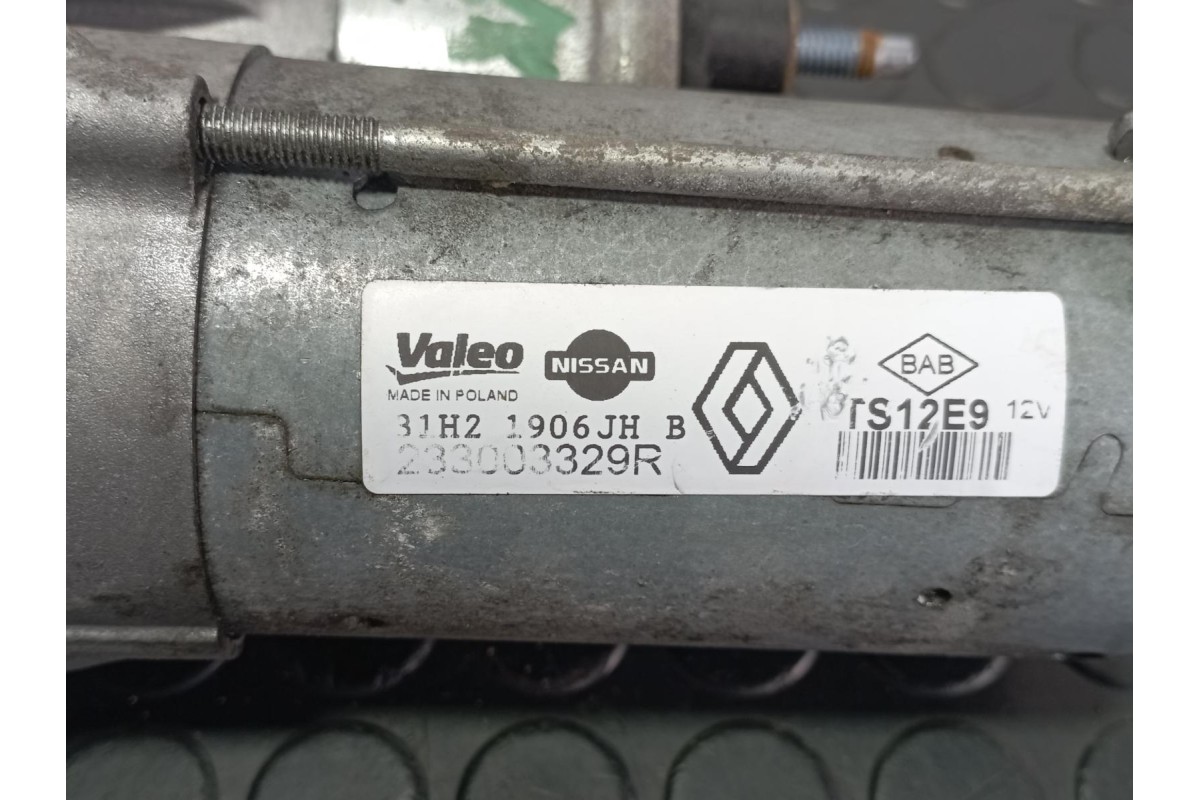 Valeo
MADE IN POLAND
NISSAN
31H2 1906JH B
233003329R
BAB
TS12E9 12V